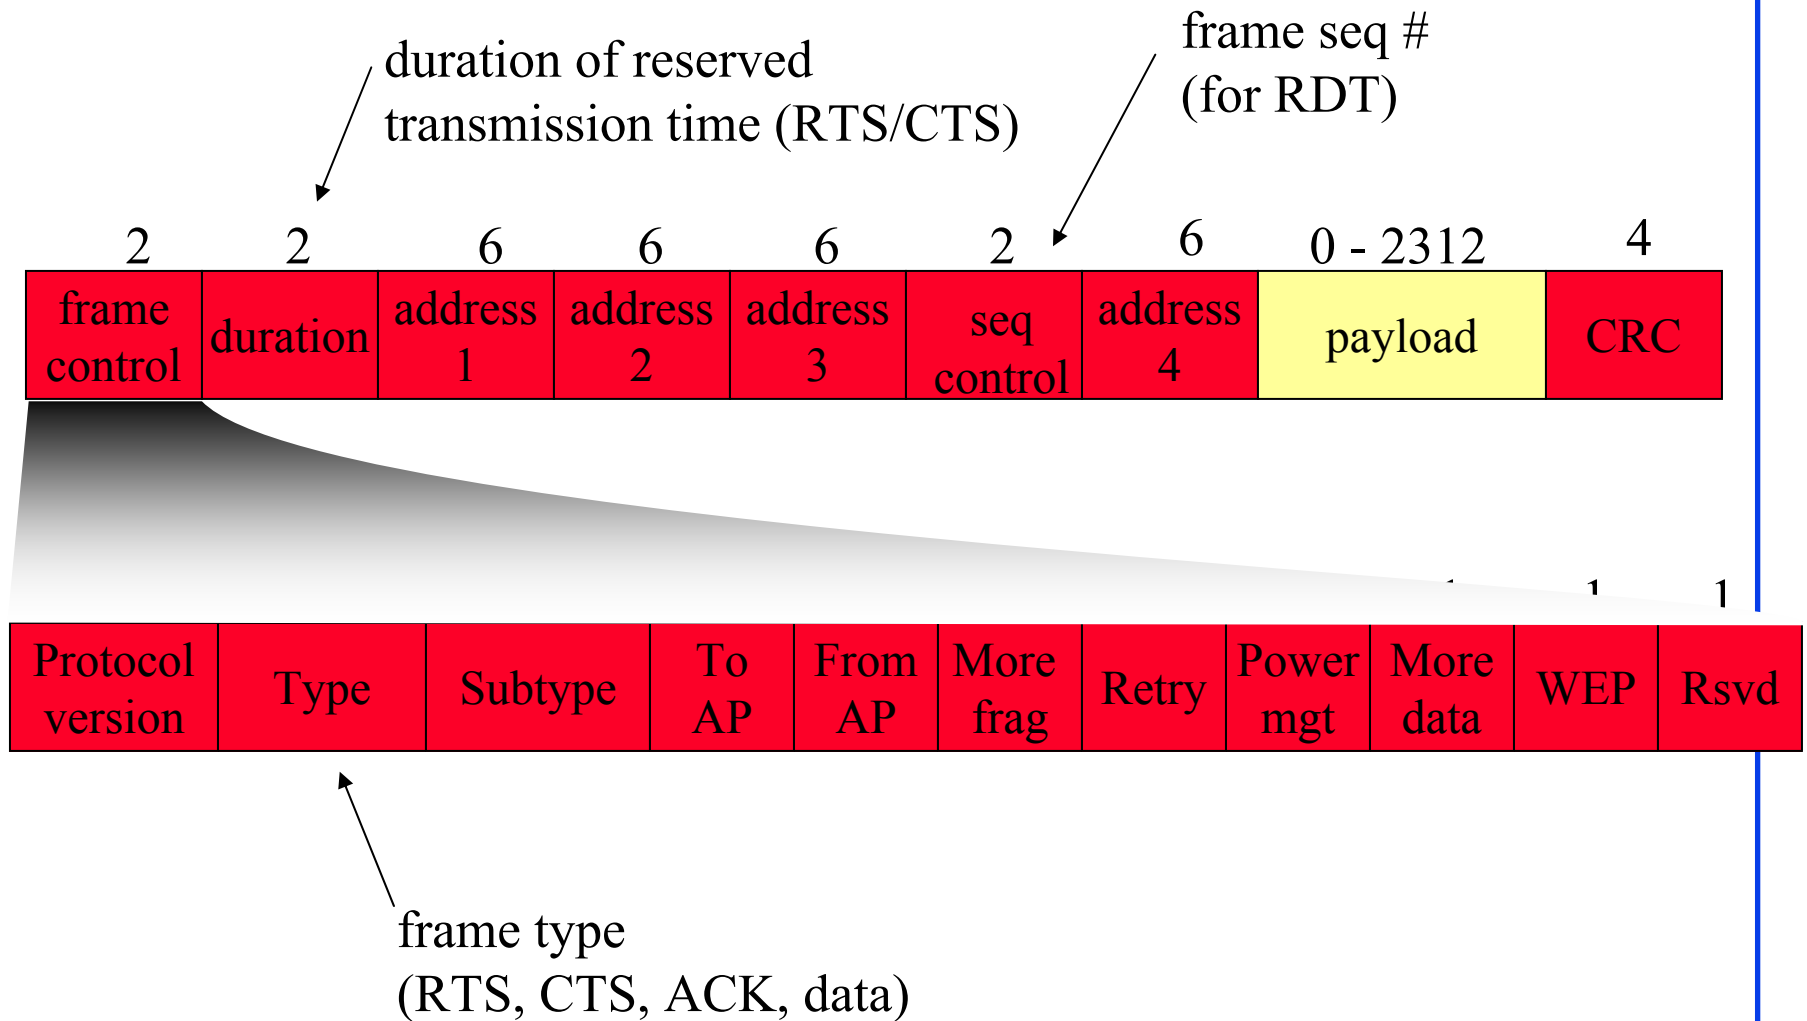 duration of reserved
transmission time (RTS/CTS)
frame seq #
(for RDT)
2 2 6 6 6 2 6 0 - 2312 4
frame control
duration
address 1
address 2
address 3
seq control
address 4
payload
CRC
1 1
Protocol version
Type
Subtype
To AP
From AP
More frag
Retry
Power mgt
More data
WEP
Rsvd
frame type
(RTS, CTS, ACK, data)